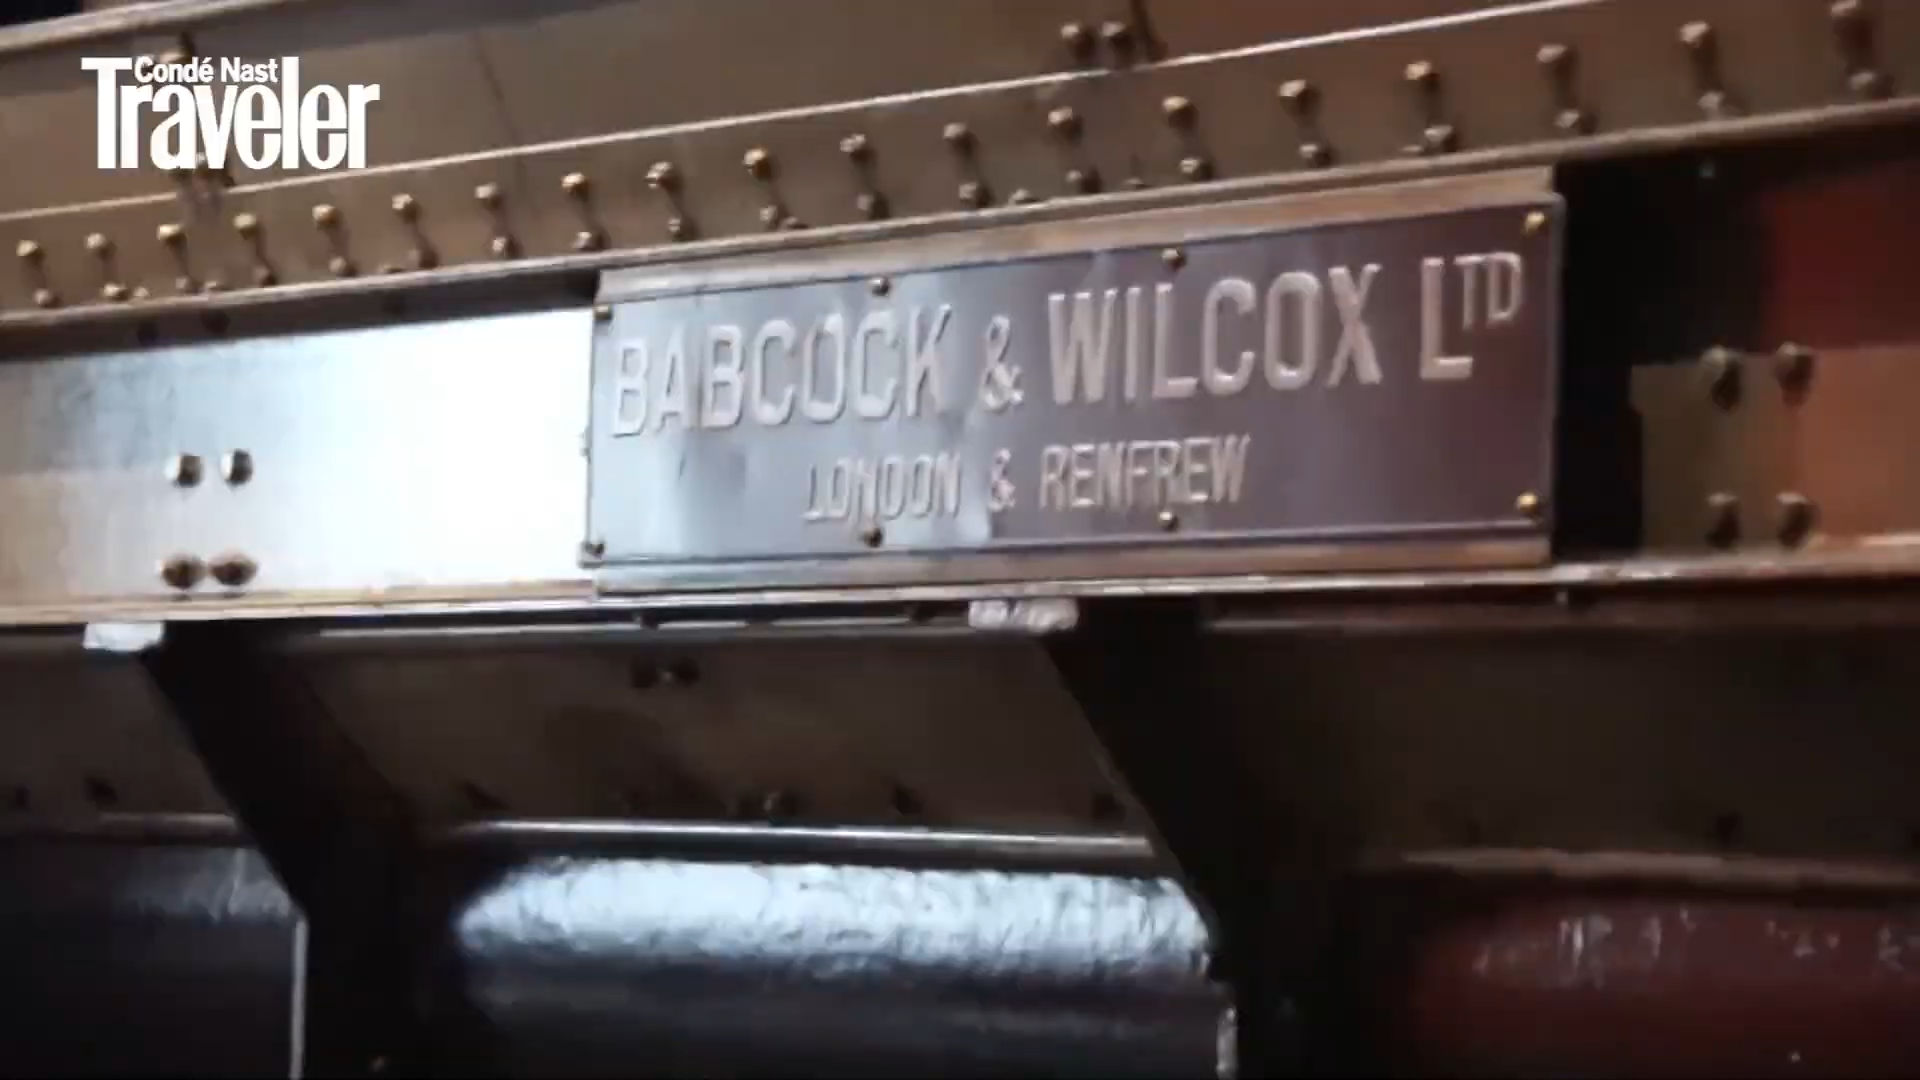 Condé Nast
Traveler
BABCOCK & WILCOX LTD
LONDON & RENFREW